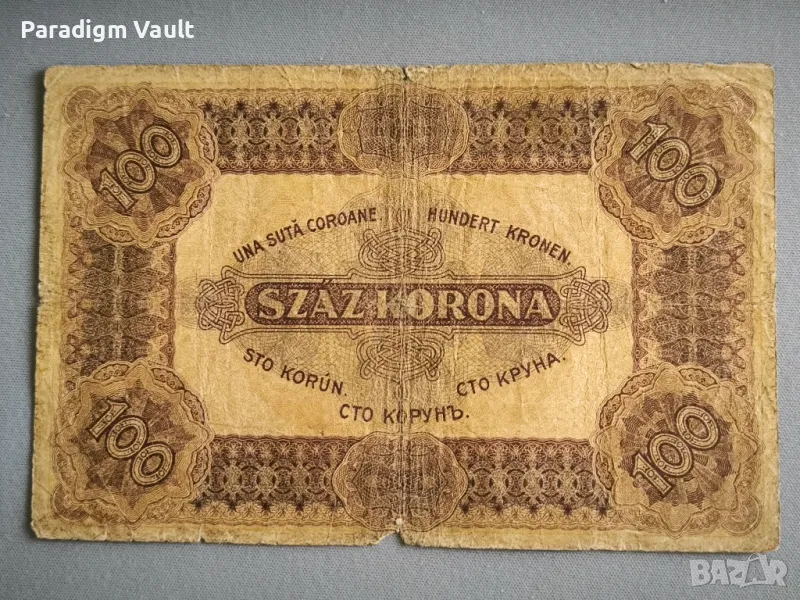 Paradigm Vault
100
100
UNA SUTĂ COROANE.
HUNDERT KRONEN.
SZÁZ KORONA
STO KORÚN.
СТО КРУНА.
СТО КОРУНЪ.
100
100
BAZAR